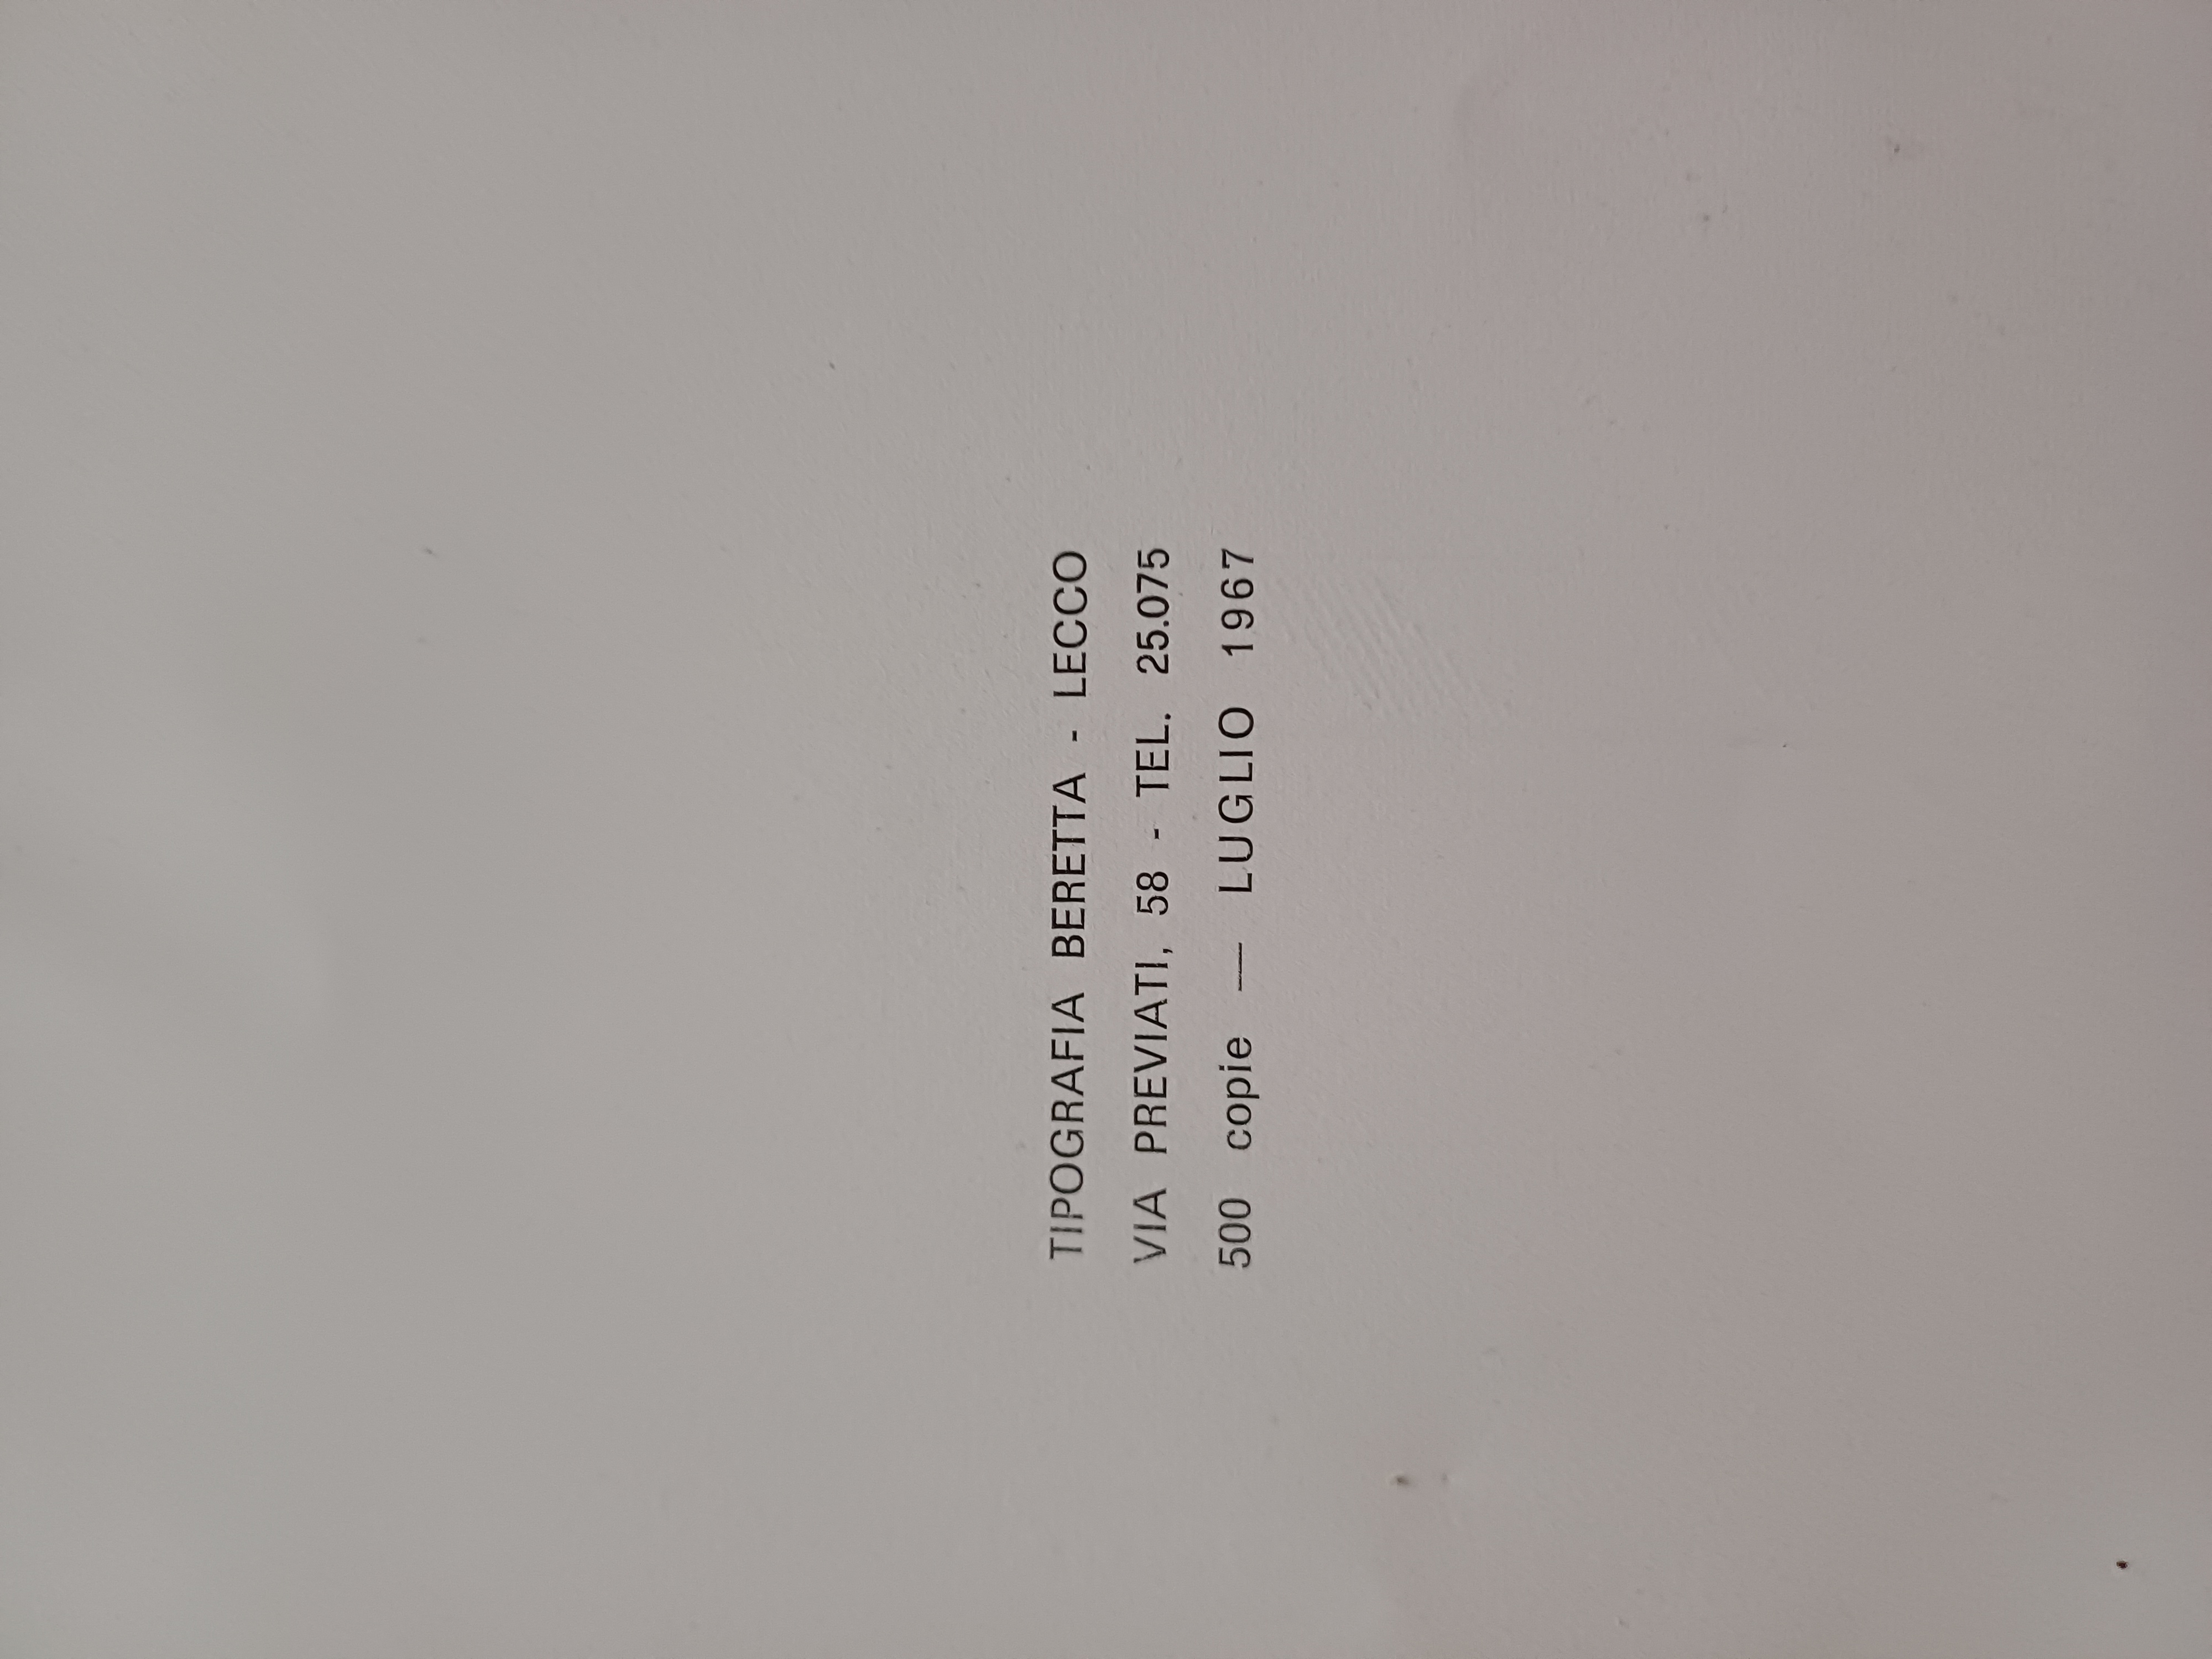 TIPOGRAFIA BERETTA - LECCO
VIA PREVIATI, 58 - TEL. 25.075
500 copie — LUGLIO 1967